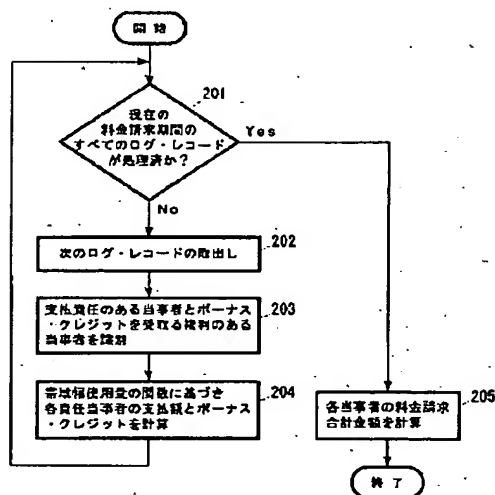 開始
201
現在の
料金請求期間の
すべてのログ・レコード
が処理済か?
Yes
No
次のログ・レコードの取出し
202
支払責任のある当事者とボーナス
・クレジットを受取る権利のある
当事者を識別
203
帯域幅使用量の関数に基づき
各責任当事者の支払額とボーナス
・クレジットを計算
204
各当事者の料金請求
合計金額を計算
205
終了